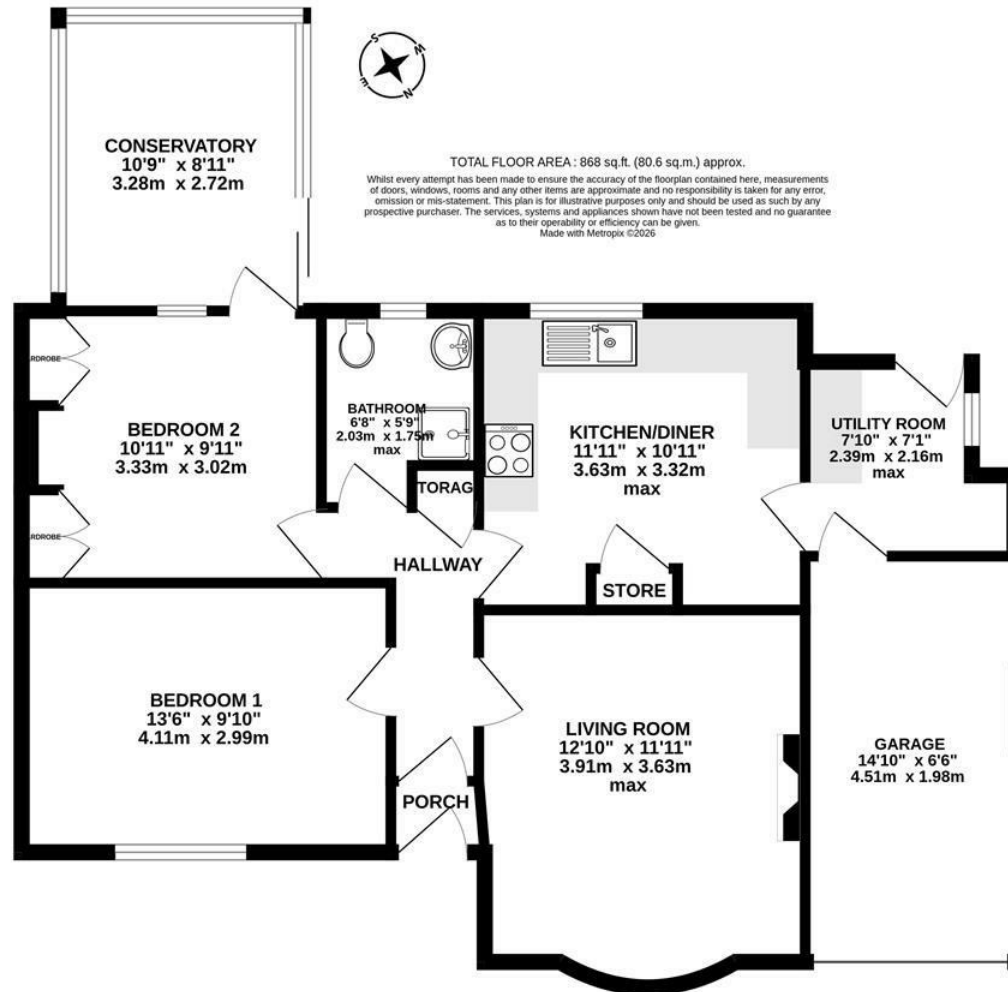 S
W
E
N
CONSERVATORY
10'9" x 8'11"
3.28m x 2.72m
TOTAL FLOOR AREA : 868 sq.ft. (80.6 sq.m.) approx.
Whilst every attempt has been made to ensure the accuracy of the floorplan contained here, measurements
of doors, windows, rooms and any other items are approximate and no responsibility is taken for any error,
omission or mis-statement. This plan is for illustrative purposes only and should be used as such by any
prospective purchaser. The services, systems and appliances shown have not been tested and no guarantee
as to their operability or efficiency can be given.
Made with Metropix ©2026
RDROBE
BEDROOM 2
10'11" x 9'11"
3.33m x 3.02m
RDROBE
BATHROOM
6'8" x 5'9"
2.03m x 1.75m
max
TORAG
KITCHEN/DINER
11'11" x 10'11"
3.63m x 3.32m
max
UTILITY ROOM
7'10" x 7'1"
2.39m x 2.16m
max
HALLWAY
STORE
BEDROOM 1
13'6" x 9'10"
4.11m x 2.99m
LIVING ROOM
12'10" x 11'11"
3.91m x 3.63m
max
GARAGE
14'10" x 6'6"
4.51m x 1.98m
PORCH